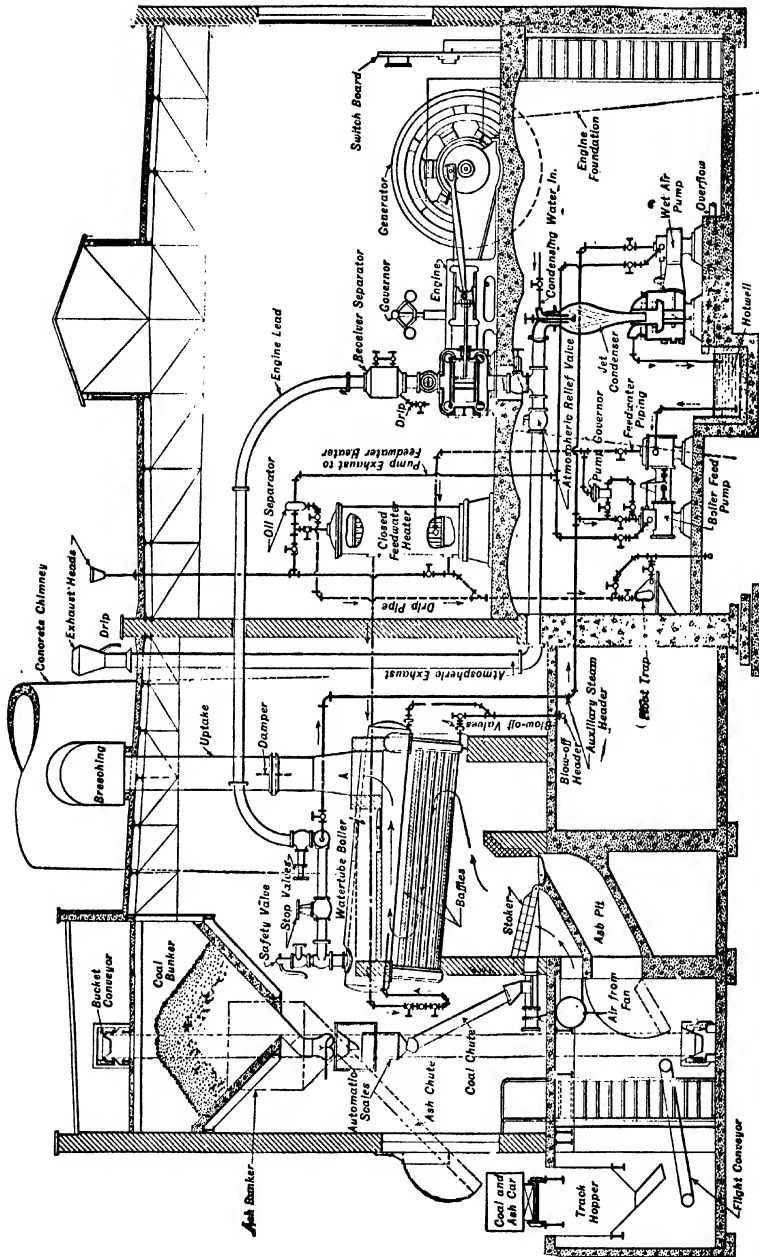 Concrete Chimney
Exhaust Heads
Drip
Breeching
Uptake
Damper
Bucket Conveyor
Coal Bunker
Ash Bunker
Safety Valve
Stop Valves
Watertube Boiler
Baffles
Automatic
Scales
Ash Chute
Coal Chute
Coal and
Ash Car
Track
Hopper
Flight Conveyor
Air from
Fan
Stoker
Ash Pit
Atmospheric Exhaust
Blow-off Valves
Blow-off
Header
Auxiliary Steam
Header
Trap
Drip Pipe
Oil Separator
Closed
Feedwater
Heater
Pump Exhaust to
Feedwater Heater
Engine Lead
Receiver Separator
Governor
Drip
Engine
Generator
Switch Board
Engine
Foundation
Condensing Water In.
Atmospheric Relief Valve
Jet
Condenser
Pump Governor
Feedwater
Piping
Boiler Feed
Pump
Wet Air
Pump
Overflow
Hotwell
A
A